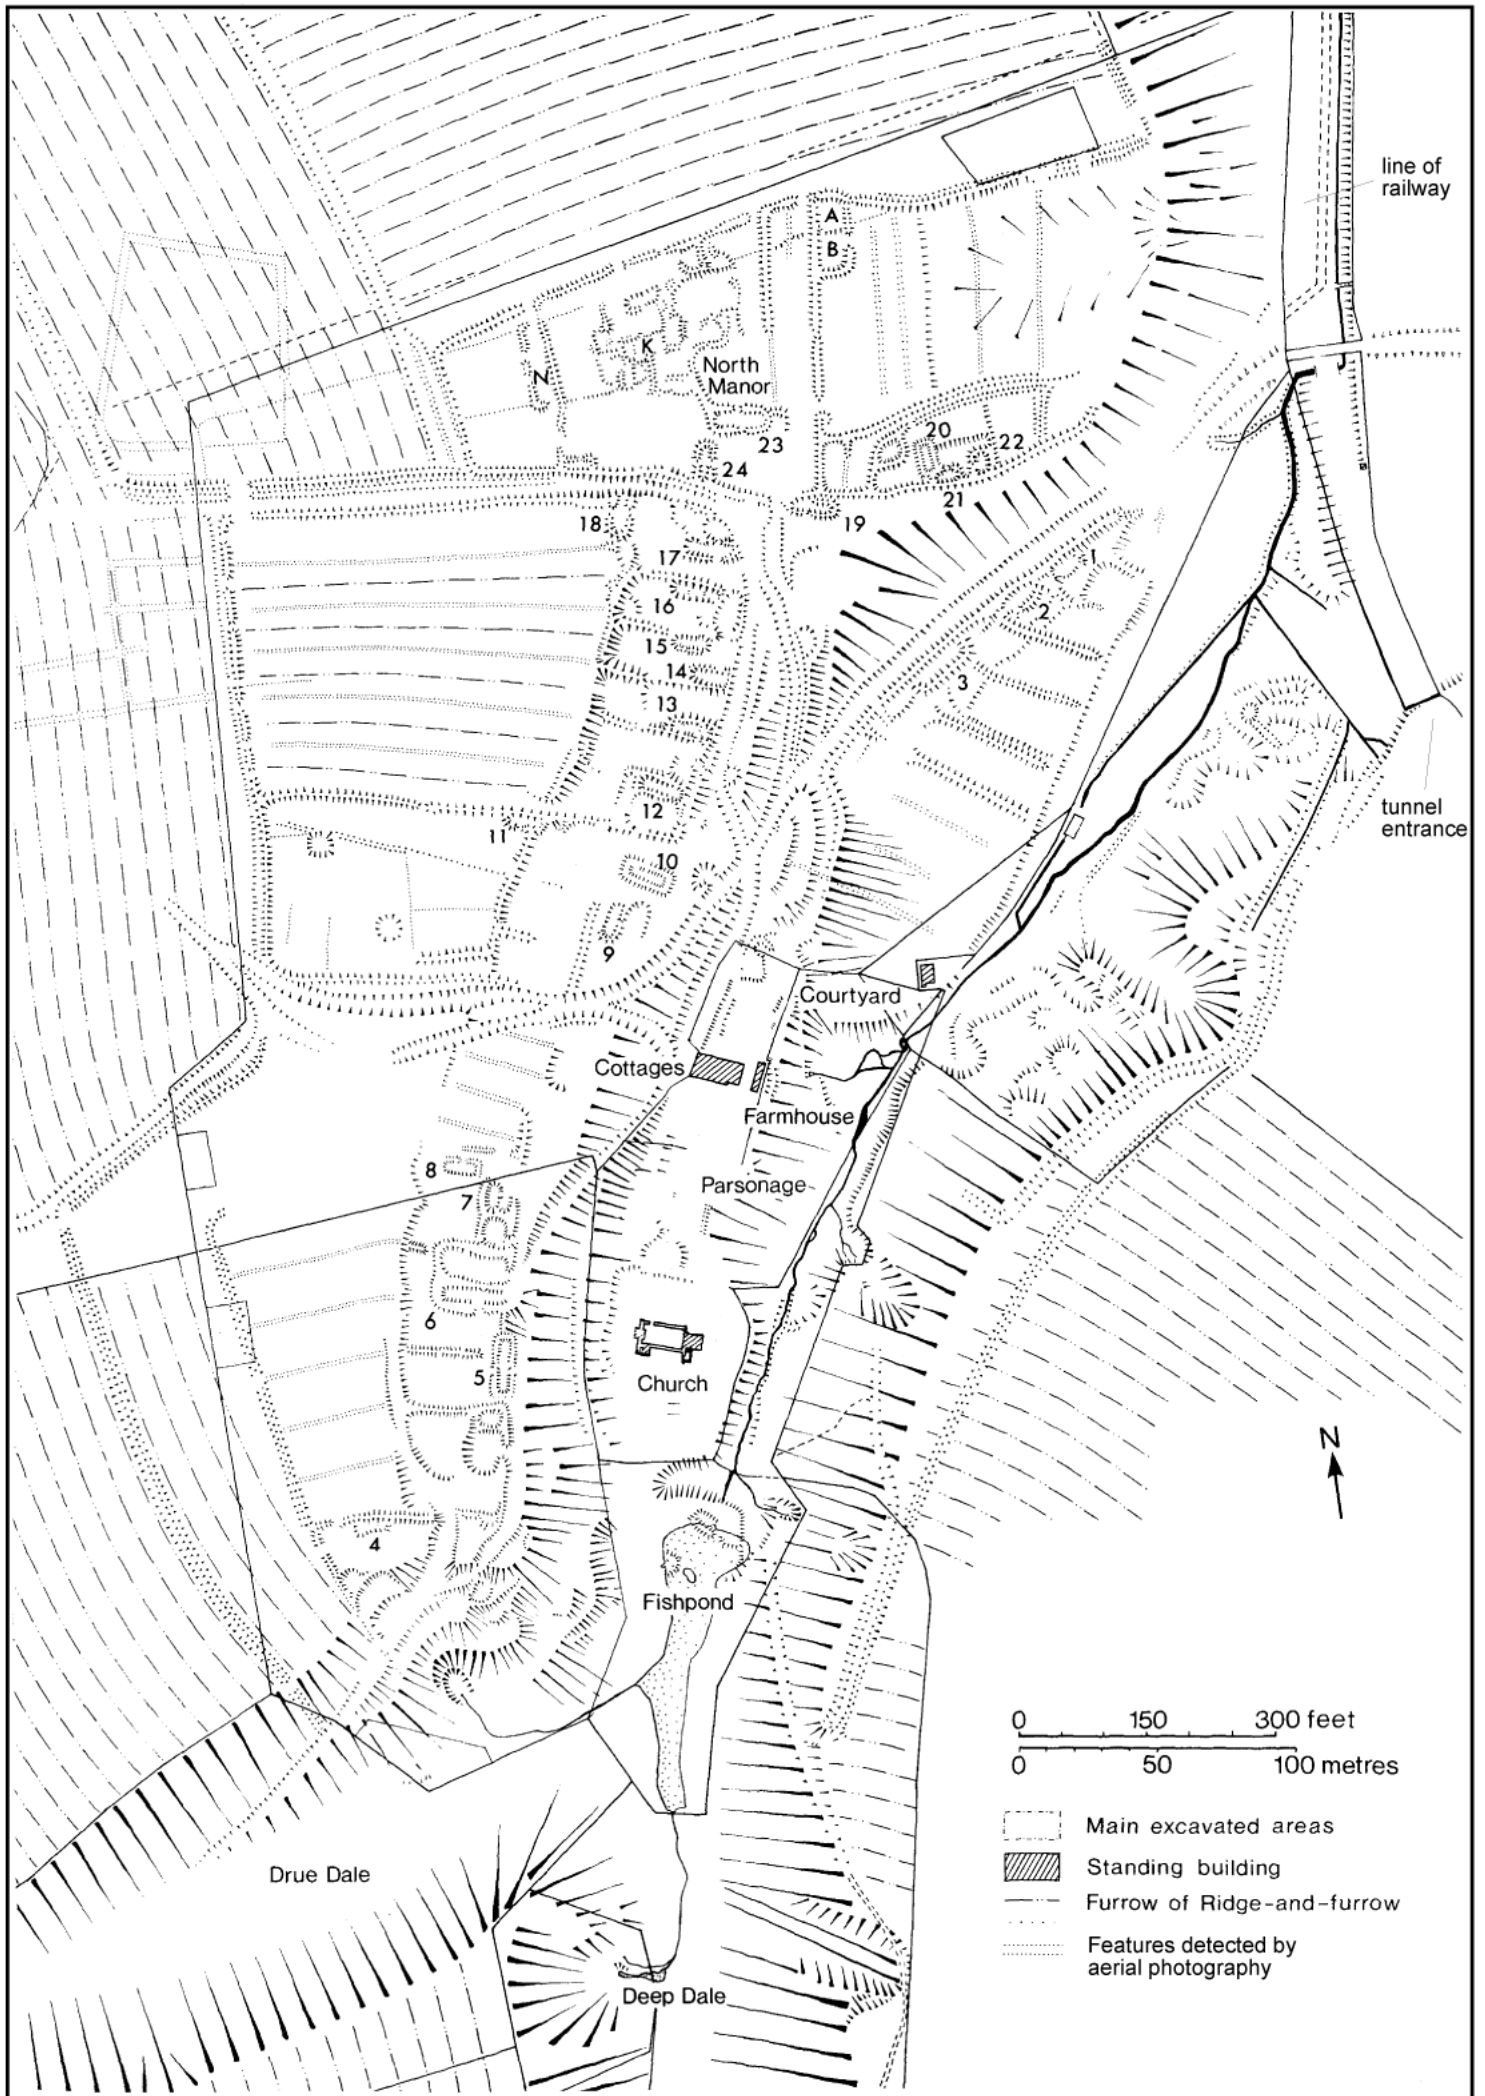 line of
railway
A
B
K
N
North
Manor
20
22
23
24
21
18
19
17
1
16
2
15
14
3
13
12
tunnel
entrance
11
10
9
Courtyard
Cottages
Farmhouse
8
Parsonage
7
6
5
Church
N
4
Fishpond
0 150 300 feet
0 50 100 metres
Main excavated areas
Standing building
Drue Dale
Furrow of Ridge-and-furrow
Features detected by
aerial photography
Deep Dale